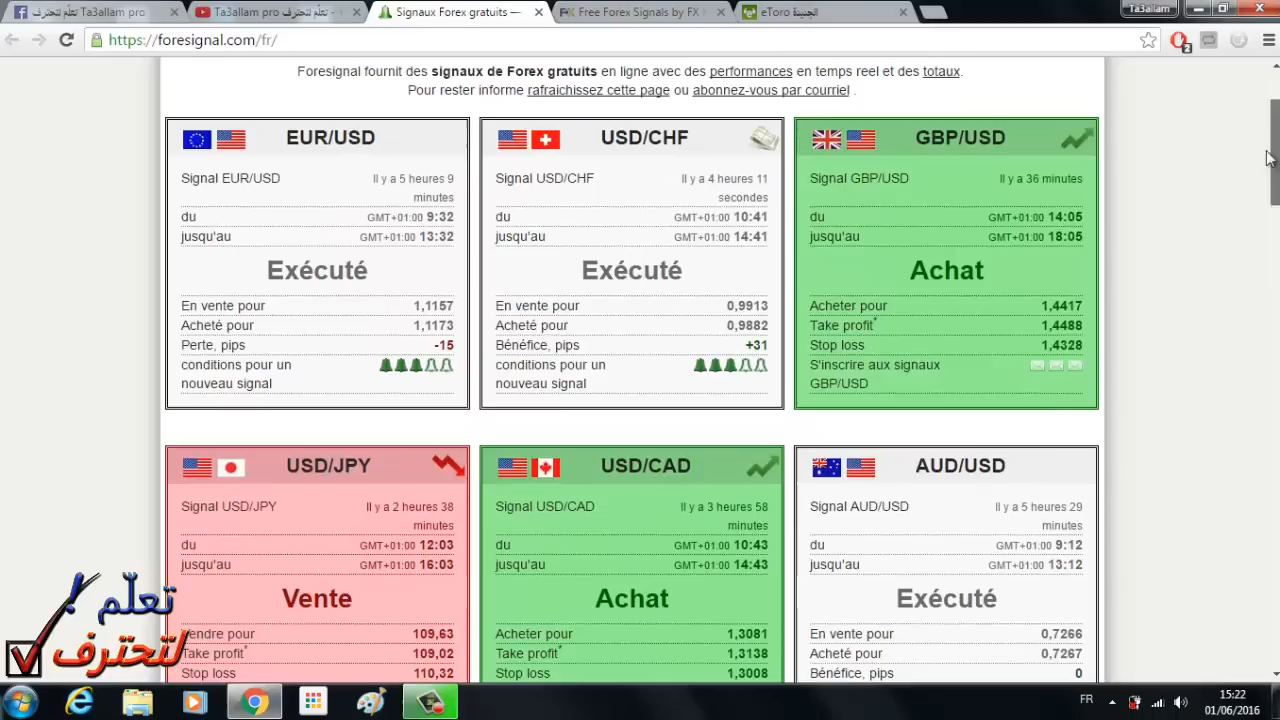 Ta3allam pro تعلّم لتحترف
Ta3allam pro تعلّم لتحترف -
Signaux Forex gratuits —
Free Forex Signals by FX
eToro الجديدة
Ta3allam
https://foresignal.com/fr/
2
Foresignal fournit des signaux de Forex gratuits en ligne avec des performances en temps reel et des totaux.
Pour rester informe rafraichissez cette page ou abonnez-vous par courriel .
EUR/USD
Signal EUR/USD Il y a 5 heures 9
minutes
du GMT+01:00 9:32
jusqu'au GMT+01:00 13:32
Exécuté
En vente pour 1,1157
Acheté pour 1,1173
Perte, pips -15
conditions pour un
nouveau signal
USD/CHF
Signal USD/CHF Il y a 4 heures 11
secondes
du GMT+01:00 10:41
jusqu'au GMT+01:00 14:41
Exécuté
En vente pour 0,9913
Acheté pour 0,9882
Bénéfice, pips +31
conditions pour un
nouveau signal
GBP/USD
Signal GBP/USD Il y a 36 minutes
du GMT+01:00 14:05
jusqu'au GMT+01:00 18:05
Achat
Acheter pour 1,4417
Take profit* 1,4488
Stop loss 1,4328
S'inscrire aux signaux
GBP/USD
USD/JPY
Signal USD/JPY Il y a 2 heures 38
minutes
du GMT+01:00 12:03
jusqu'au GMT+01:00 16:03
Vente
Vendre pour 109,63
Take profit* 109,02
Stop loss 110,32
USD/CAD
Signal USD/CAD Il y a 3 heures 58
minutes
du GMT+01:00 10:43
jusqu'au GMT+01:00 14:43
Achat
Acheter pour 1,3081
Take profit* 1,3138
Stop loss 1,3008
AUD/USD
Signal AUD/USD Il y a 5 heures 29
minutes
du GMT+01:00 9:12
jusqu'au GMT+01:00 13:12
Exécuté
En vente pour 0,7266
Acheté pour 0,7267
Bénéfice, pips 0
تعلّم !
لتحترف
FR
15:22
01/06/2016